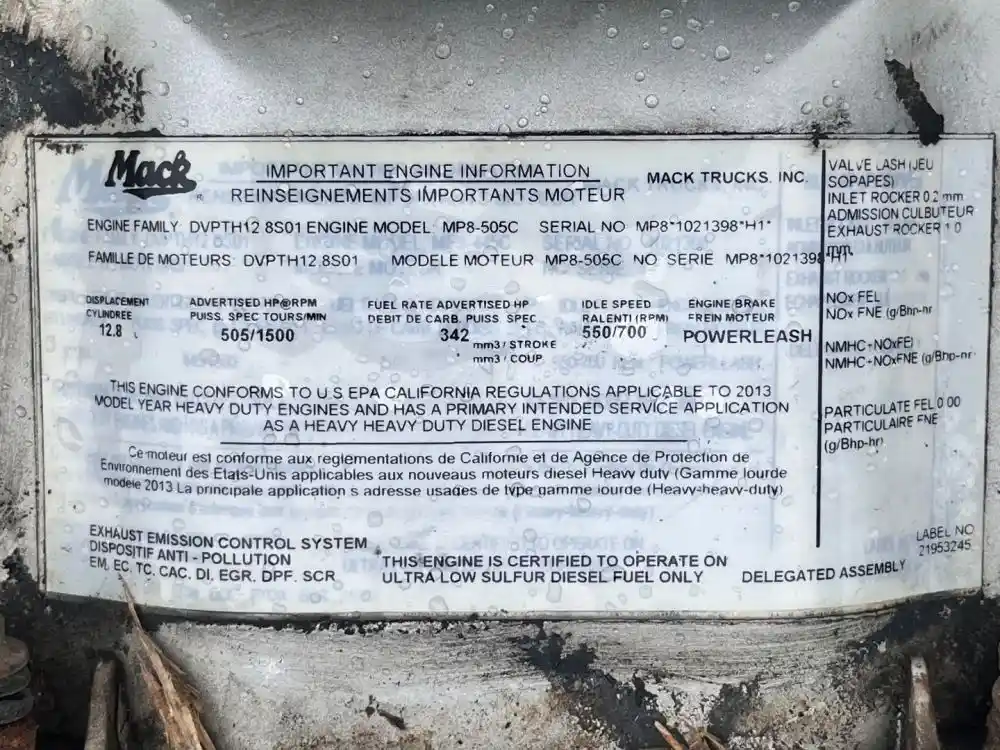 Mack
IMPORTANT ENGINE INFORMATION
REINSEIGNEMENTS IMPORTANTS MOTEUR
MACK TRUCKS. INC.
ENGINE FAMILY DVPTH12 8S01 ENGINE MODEL: MP8-505C SERIAL NO MP8*1021398*H1*
FAMILLE DE MOTEURS: DVPTH12.8S01 MODELE MOTEUR MP8-505C NO SERIE MP8*1021398*H1*
DISPLACEMENT
CYLINDREE
12.8 L
ADVERTISED HP@RPM
PUISS. SPEC TOURS/MIN
505/1500
FUEL RATE ADVERTISED HP
DEBIT DE CARB. PUISS. SPEC.
342
mm3 / STROKE
mm3 / COUP
IDLE SPEED
RALENTI (RPM)
550/700
ENGINE/BRAKE
FREIN MOTEUR
POWERLEASH
THIS ENGINE CONFORMS TO U S EPA CALIFORNIA REGULATIONS APPLICABLE TO 2013
MODEL YEAR HEAVY DUTY ENGINES AND HAS A PRIMARY INTENDED SERVICE APPLICATION
AS A HEAVY HEAVY DUTY DIESEL ENGINE
Ce moteur est conforme aux reglementations de Californie et de Agence de Protection de
Environnement des Etats-Unis applicables aux nouveaus moteurs diesel Heavy duty (Gamme lourde
modele 2013 La principale application s adresse usages de type gamme lourde (Heavy-heavy-duty)
EXHAUST EMISSION CONTROL SYSTEM
DISPOSITIF ANTI - POLLUTION
EM, EC, TC, CAC, DI, EGR, DPF, SCR
THIS ENGINE IS CERTIFIED TO OPERATE ON
ULTRA LOW SULFUR DIESEL FUEL ONLY
DELEGATED ASSEMBLY
VALVE LASH (JEU
SOPAPES)
INLET ROCKER 0.2 mm
ADMISSION CULBUTEUR
EXHAUST ROCKER 1 0
mm
NOx FEL
NOx FNE (g/Bhp-hr
NMHC+NOxFEl
NMHC+NOxFNE (g/Bhp-hr
PARTICULATE FEL 0.00
PARTICULAIRE FNE
(g/Bhp-hr)
LABEL NO
21953245